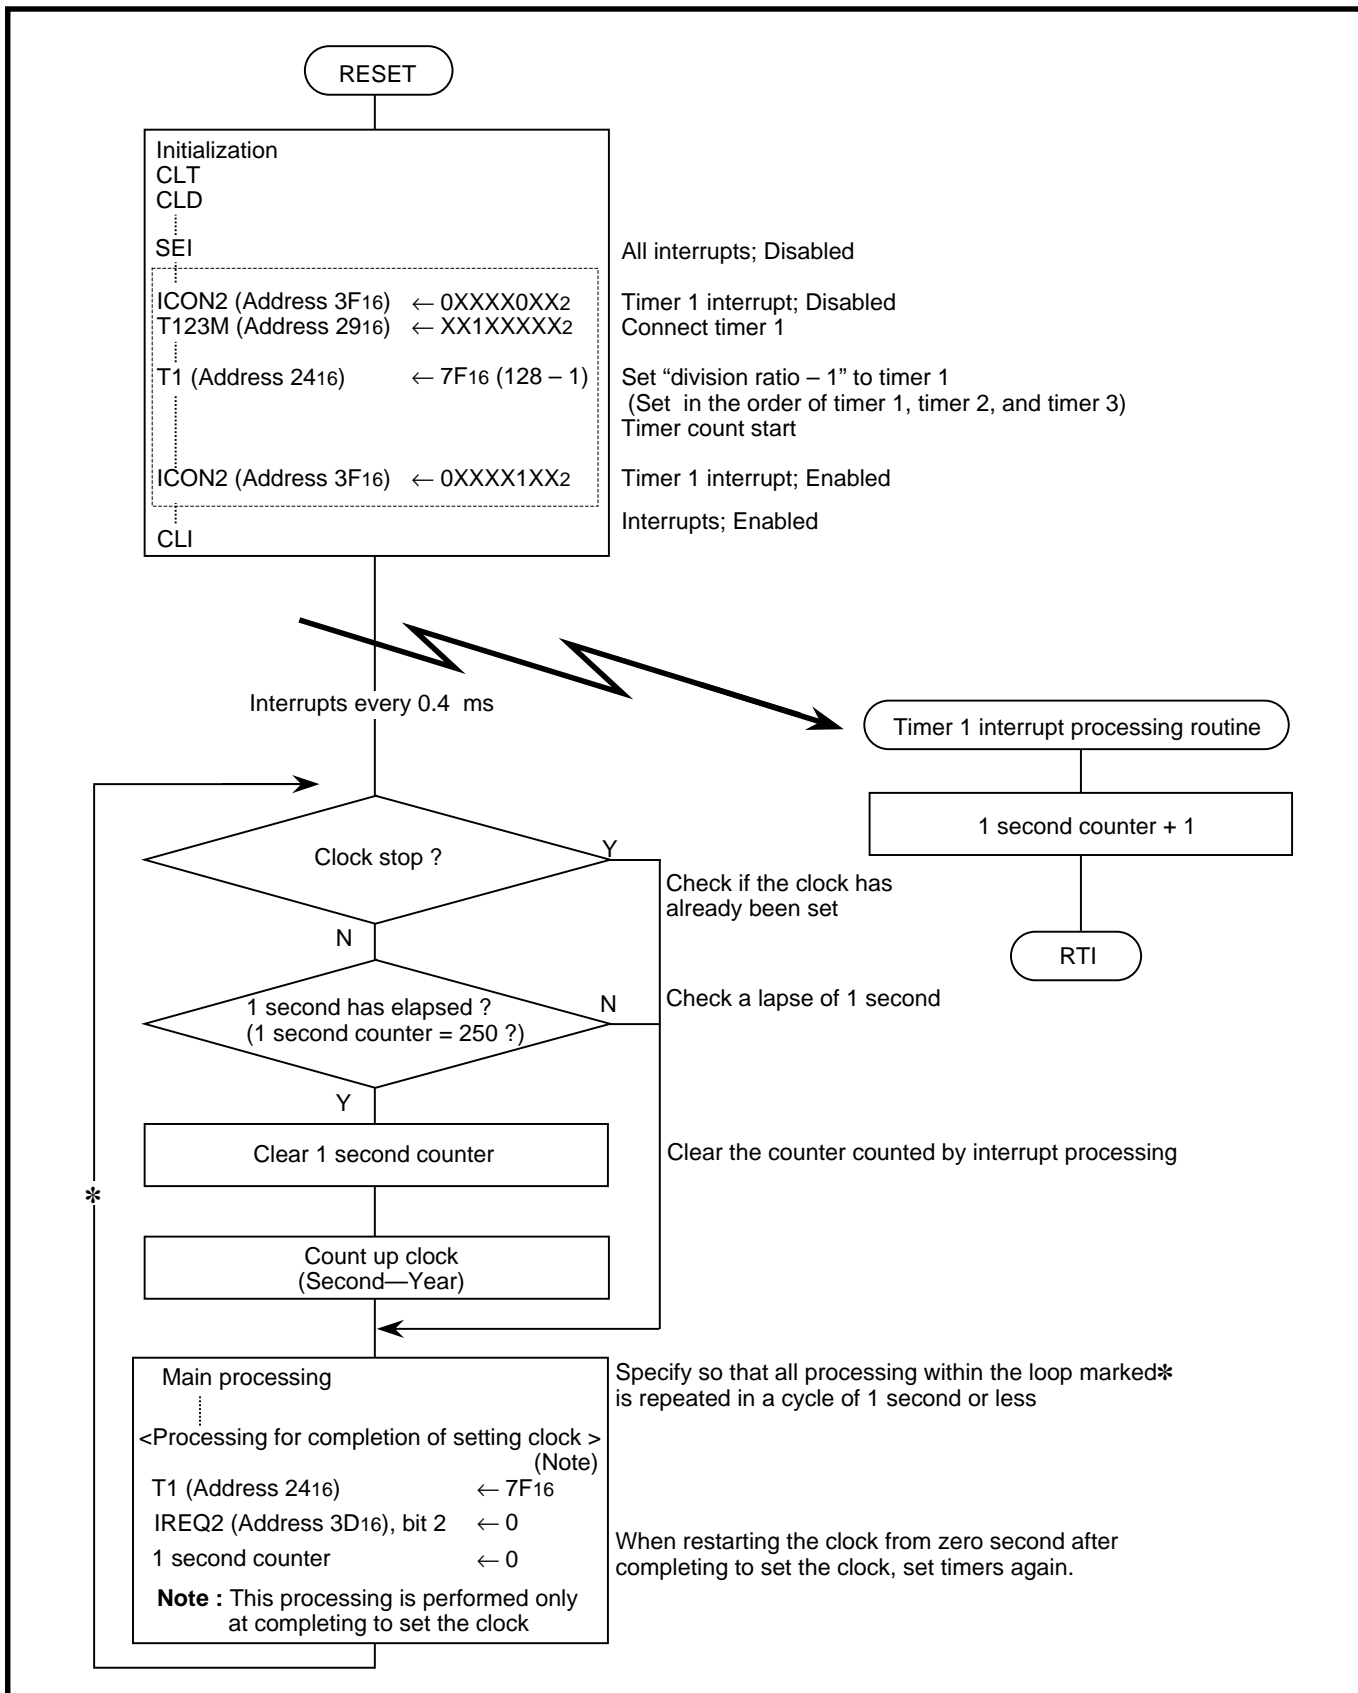 RESET
Initialization
CLT
CLD
SEI
All interrupts; Disabled
ICON2 (Address 3F16) ← 0XXXX0XX2
Timer 1 interrupt; Disabled
T123M (Address 2916) ← XX1XXXXX2
Connect timer 1
T1 (Address 2416) ← 7F16 (128 – 1)
Set “division ratio – 1” to timer 1
(Set in the order of timer 1, timer 2, and timer 3)
Timer count start
ICON2 (Address 3F16) ← 0XXXX1XX2
Timer 1 interrupt; Enabled
Interrupts; Enabled
CLI
Interrupts every 0.4 ms
Timer 1 interrupt processing routine
1 second counter + 1
RTI
Clock stop ?
Y
Check if the clock has
already been set
N
1 second has elapsed ?
(1 second counter = 250 ?)
N
Check a lapse of 1 second
Y
Clear 1 second counter
Clear the counter counted by interrupt processing
✻
Count up clock
(Second—Year)
Main processing
Specify so that all processing within the loop marked✻
is repeated in a cycle of 1 second or less
<Processing for completion of setting clock >
(Note)
T1 (Address 2416) ← 7F16
IREQ2 (Address 3D16), bit 2 ← 0
1 second counter ← 0
When restarting the clock from zero second after
completing to set the clock, set timers again.
Note : This processing is performed only
at completing to set the clock